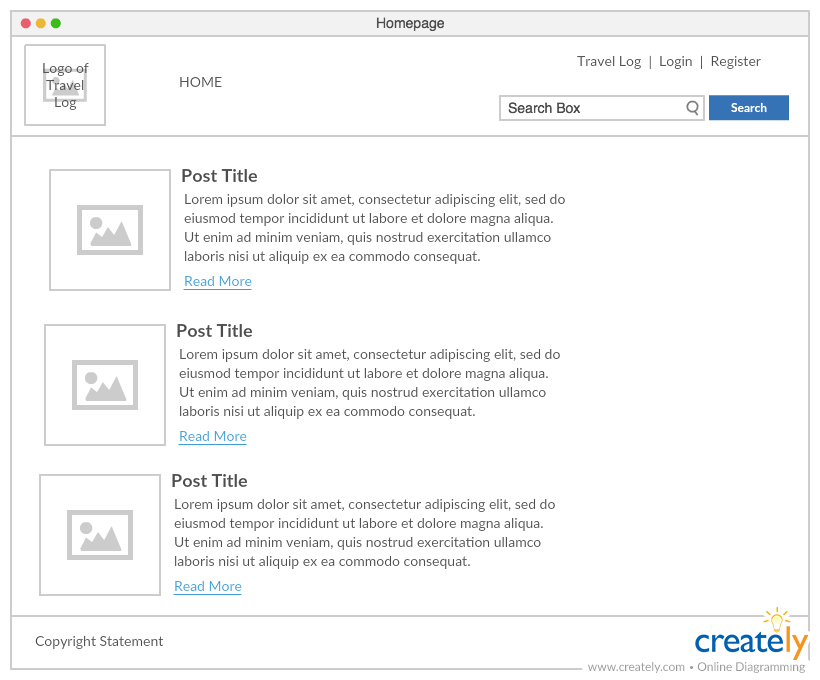 Homepage
Logo of
Travel
Log
HOME
Travel Log | Login | Register
Search Box
Search
Post Title
Lorem ipsum dolor sit amet, consectetur adipiscing elit, sed do
eiusmod tempor incididunt ut labore et dolore magna aliqua.
Ut enim ad minim veniam, quis nostrud exercitation ullamco
laboris nisi ut aliquip ex ea commodo consequat.
Read More
Post Title
Lorem ipsum dolor sit amet, consectetur adipiscing elit, sed do
eiusmod tempor incididunt ut labore et dolore magna aliqua.
Ut enim ad minim veniam, quis nostrud exercitation ullamco
laboris nisi ut aliquip ex ea commodo consequat.
Read More
Post Title
Lorem ipsum dolor sit amet, consectetur adipiscing elit, sed do
eiusmod tempor incididunt ut labore et dolore magna aliqua.
Ut enim ad minim veniam, quis nostrud exercitation ullamco
laboris nisi ut aliquip ex ea commodo consequat.
Read More
Copyright Statement
creately
www.creately.com • Online Diagramming